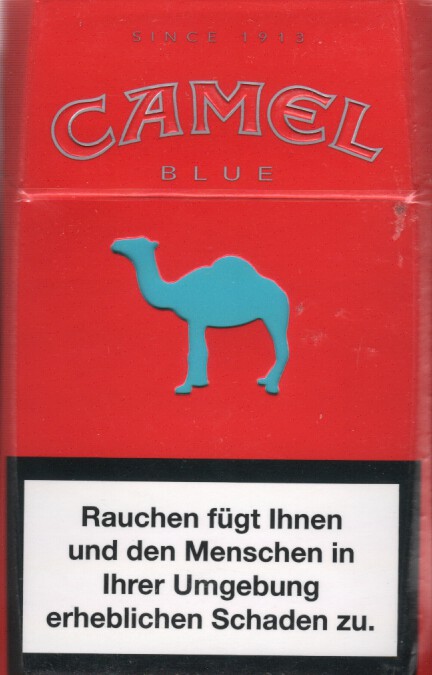 SINCE 1913
CAMEL
BLUE
Rauchen fügt Ihnen
und den Menschen in
Ihrer Umgebung
erheblichen Schaden zu.